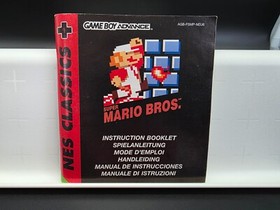 GAME BOY ADVANCE
NES CLASSICS
SUPER
MARIO BROS.
INSTRUCTION BOOKLET
SPIELANLEITUNG
MODE D'EMPLOI
HANDLEIDING
MANUAL DE INSTRUCCIONES
MANUALE DI ISTRUZIONI